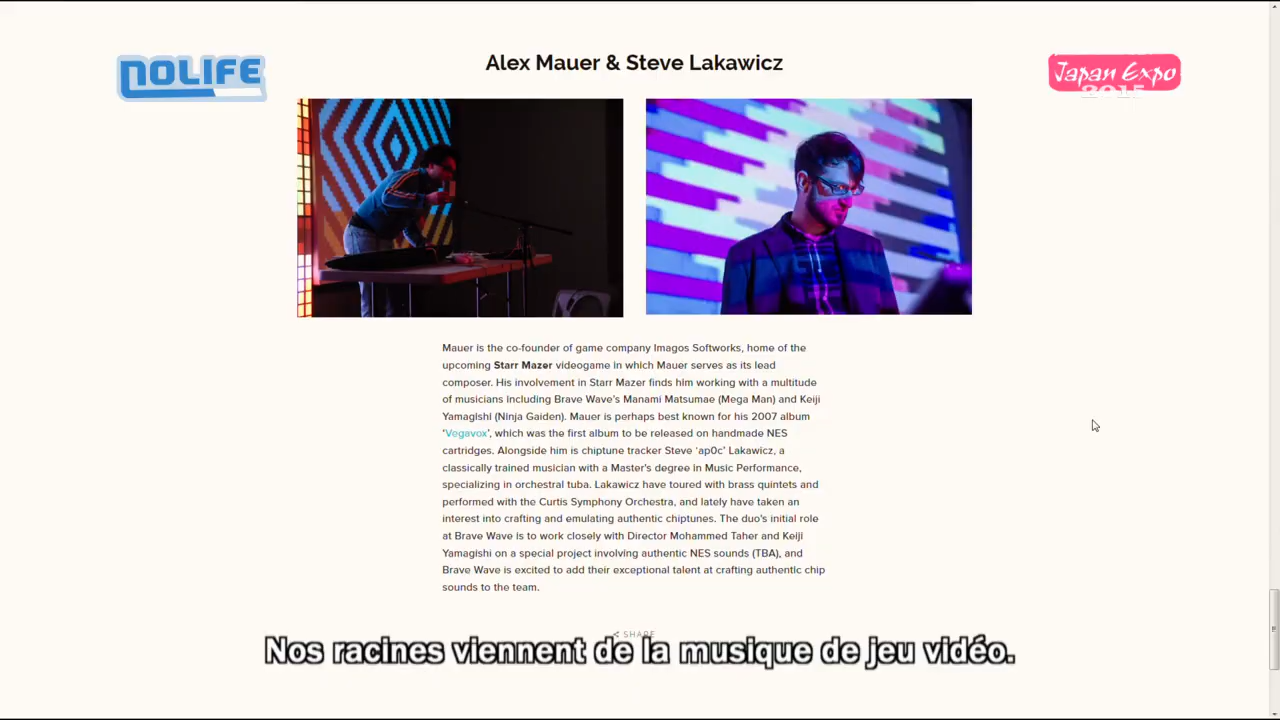 NOLIFE
Alex Mauer & Steve Lakawicz
Japan Expo
2015
Mauer is the co-founder of game company Imagos Softworks, home of the
upcoming Starr Mazer videogame in which Mauer serves as its lead
composer. His involvement in Starr Mazer finds him working with a multitude
of musicians including Brave Wave's Manami Matsumae (Mega Man) and Keiji
Yamagishi (Ninja Gaiden). Mauer is perhaps best known for his 2007 album
'Vegavox', which was the first album to be released on handmade NES
cartridges. Alongside him is chiptune tracker Steve 'ap0c' Lakawicz, a
classically trained musician with a Master's degree in Music Performance,
specializing in orchestral tuba. Lakawicz have toured with brass quintets and
performed with the Curtis Symphony Orchestra, and lately have taken an
interest into crafting and emulating authentic chiptunes. The duo's initial role
at Brave Wave is to work closely with Director Mohammed Taher and Keiji
Yamagishi on a special project involving authentic NES sounds (TBA), and
Brave Wave is excited to add their exceptional talent at crafting authentic chip
sounds to the team.
SHARE
Nos racines viennent de la musique de jeu vidéo.